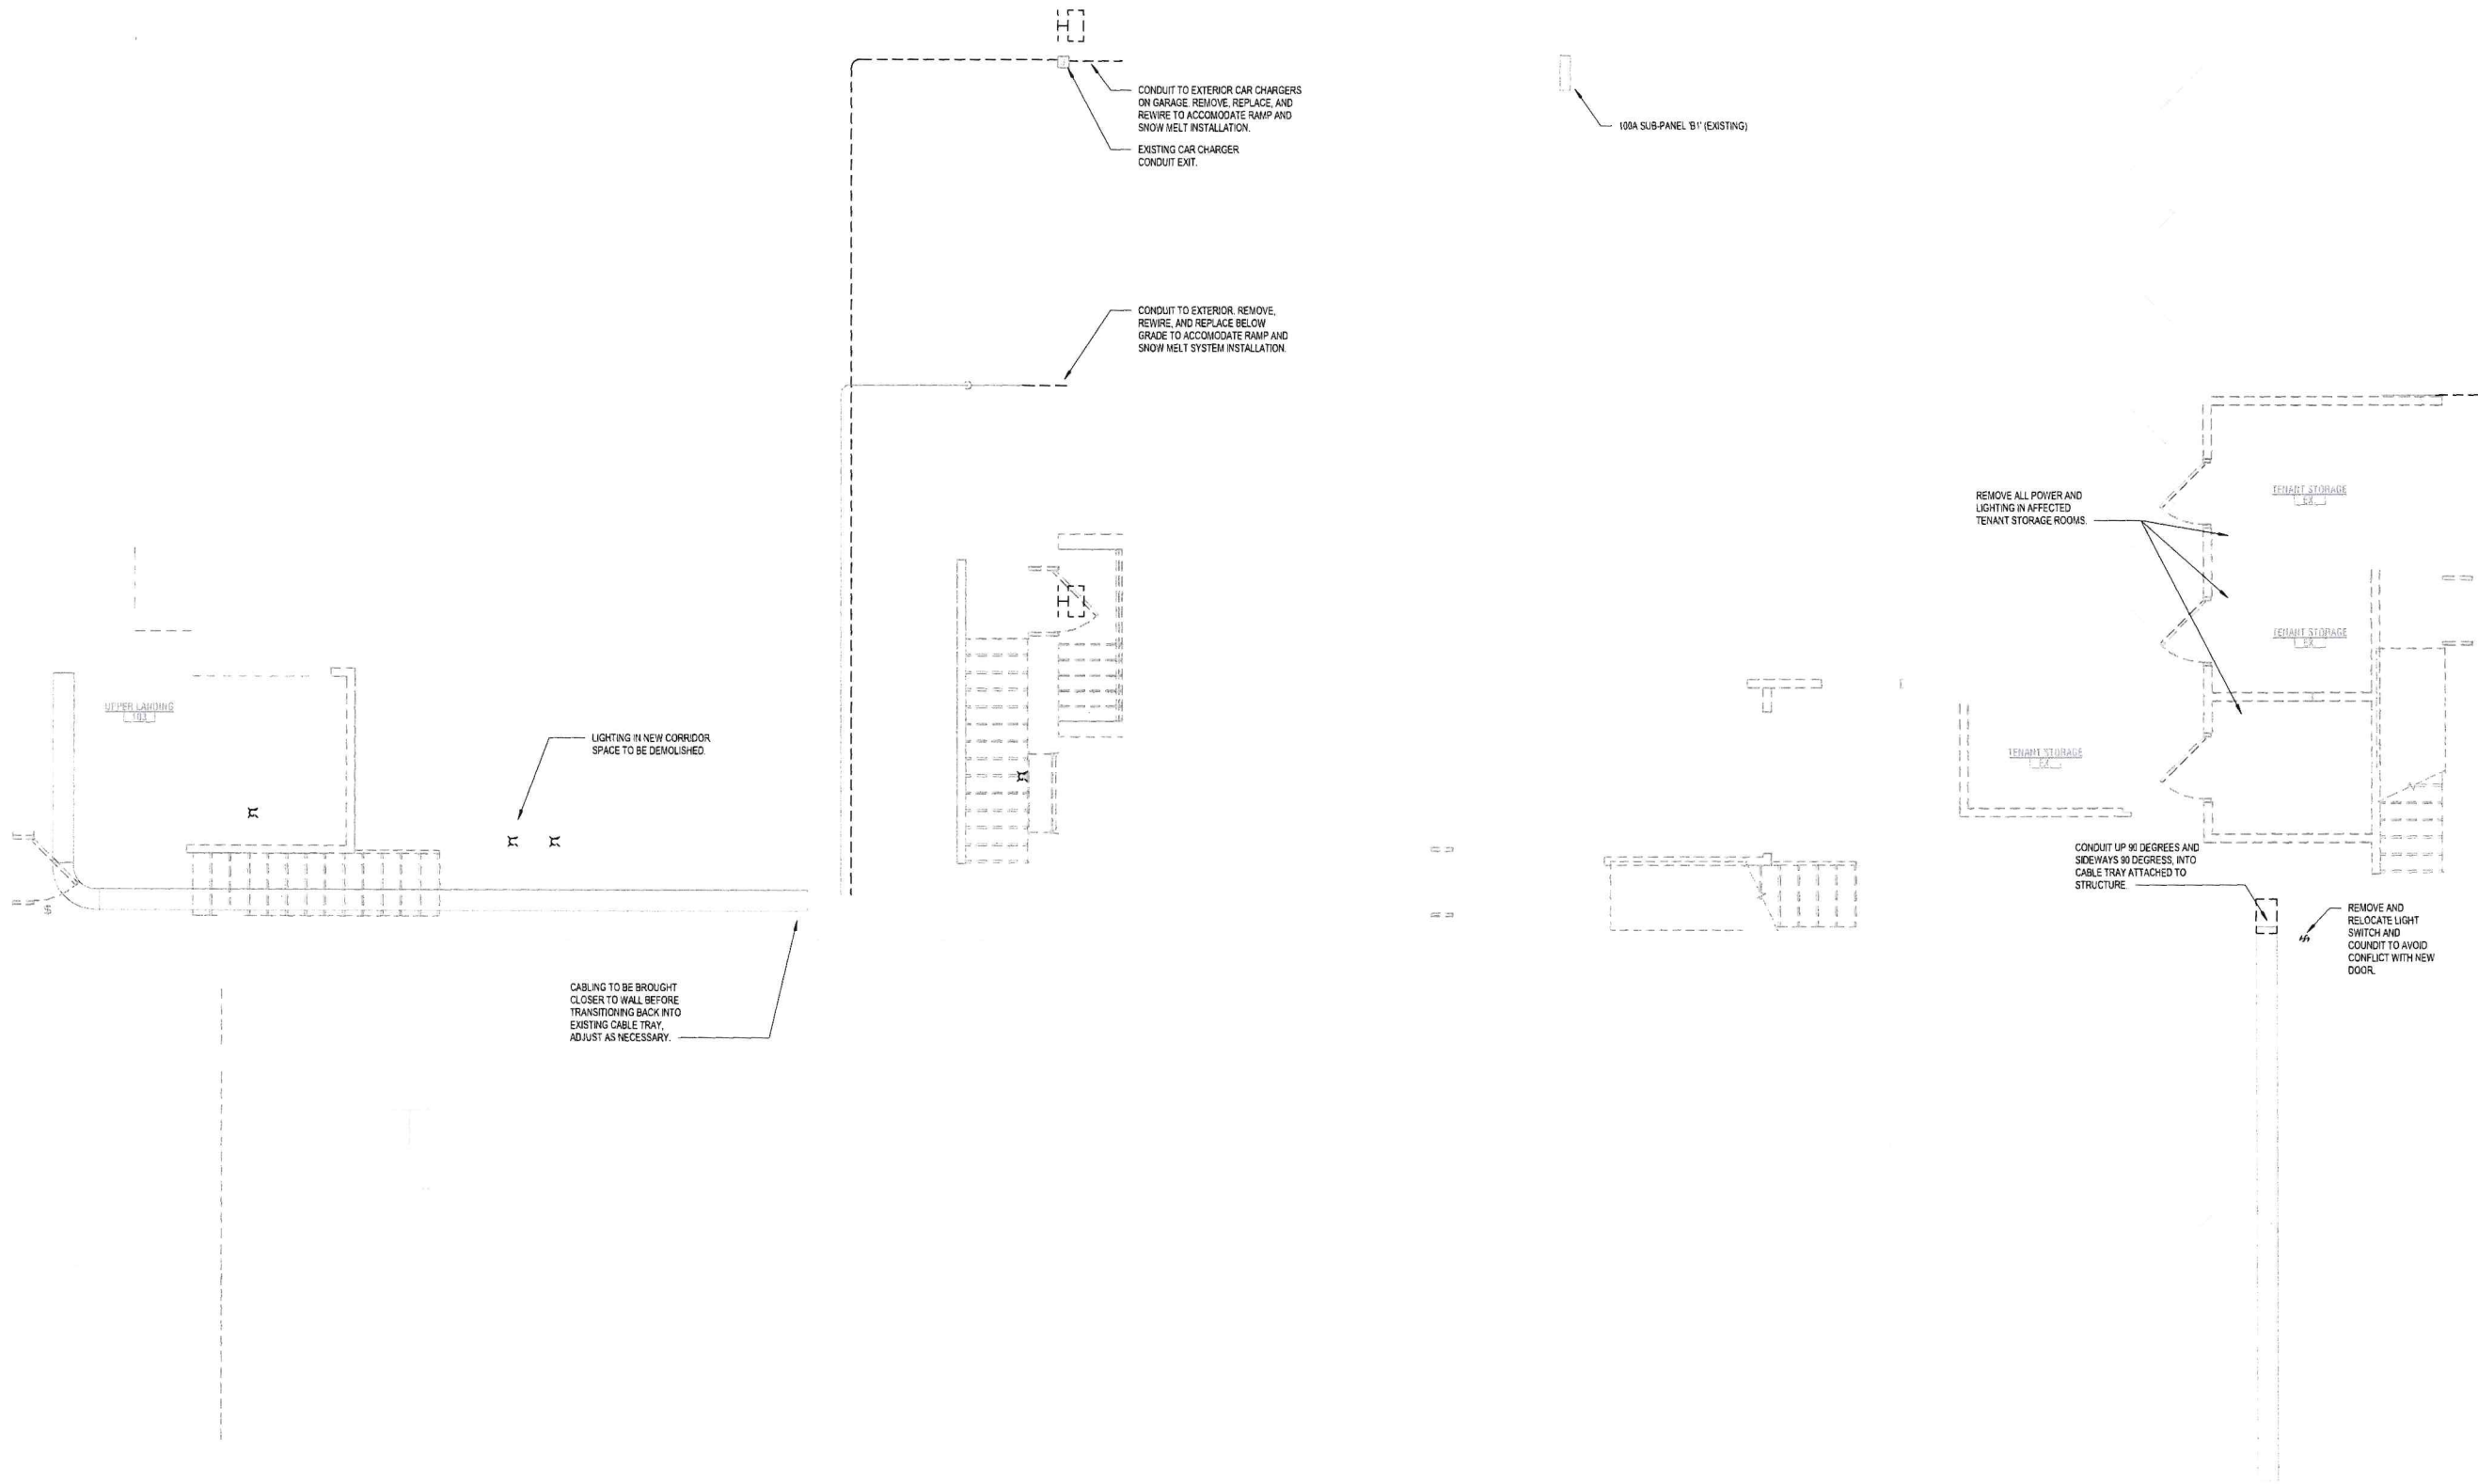 CONDUIT TO EXTERIOR CAR CHARGERS
ON GARAGE. REMOVE, REPLACE, AND
REWIRE TO ACCOMODATE RAMP AND
SNOW MELT INSTALLATION.
EXISTING CAR CHARGER
CONDUIT EXIT.
100A SUB-PANEL 'B1' (EXISTING)
CONDUIT TO EXTERIOR. REMOVE,
REWIRE, AND REPLACE BELOW
GRADE TO ACCOMODATE RAMP AND
SNOW MELT SYSTEM INSTALLATION.
REMOVE ALL POWER AND
LIGHTING IN AFFECTED
TENANT STORAGE ROOMS.
TENANT STORAGE
EX.
TENANT STORAGE
EX.
UPPER LANDING
103
LIGHTING IN NEW CORRIDOR
SPACE TO BE DEMOLISHED.
TENANT STORAGE
EX.
CONDUIT UP 90 DEGREES AND
SIDEWAYS 90 DEGRESS, INTO
CABLE TRAY ATTACHED TO
STRUCTURE.
$
REMOVE AND
RELOCATE LIGHT
SWITCH AND
COUNDIT TO AVOID
CONFLICT WITH NEW
DOOR.
CABLING TO BE BROUGHT
CLOSER TO WALL BEFORE
TRANSITIONING BACK INTO
EXISTING CABLE TRAY,
ADJUST AS NECESSARY.